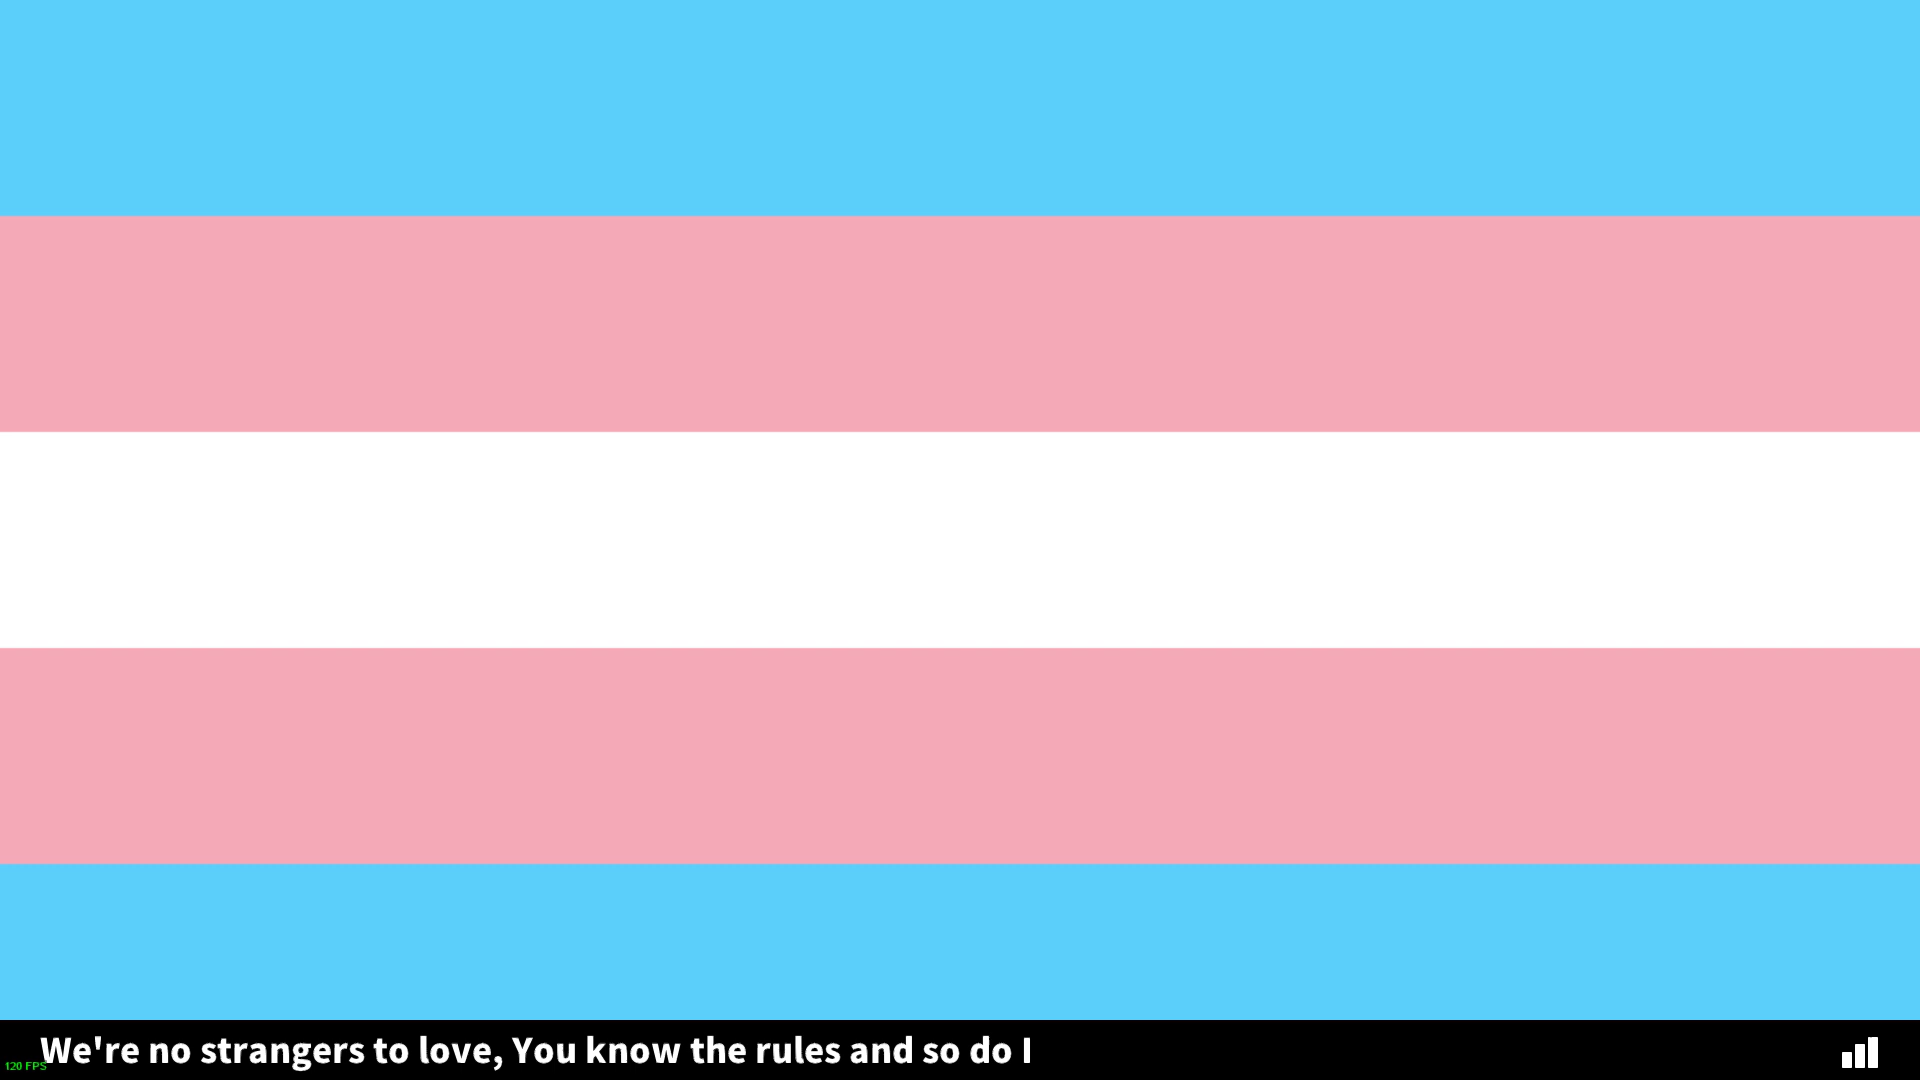 We're no strangers to love, You know the rules and so do I
120 FPS